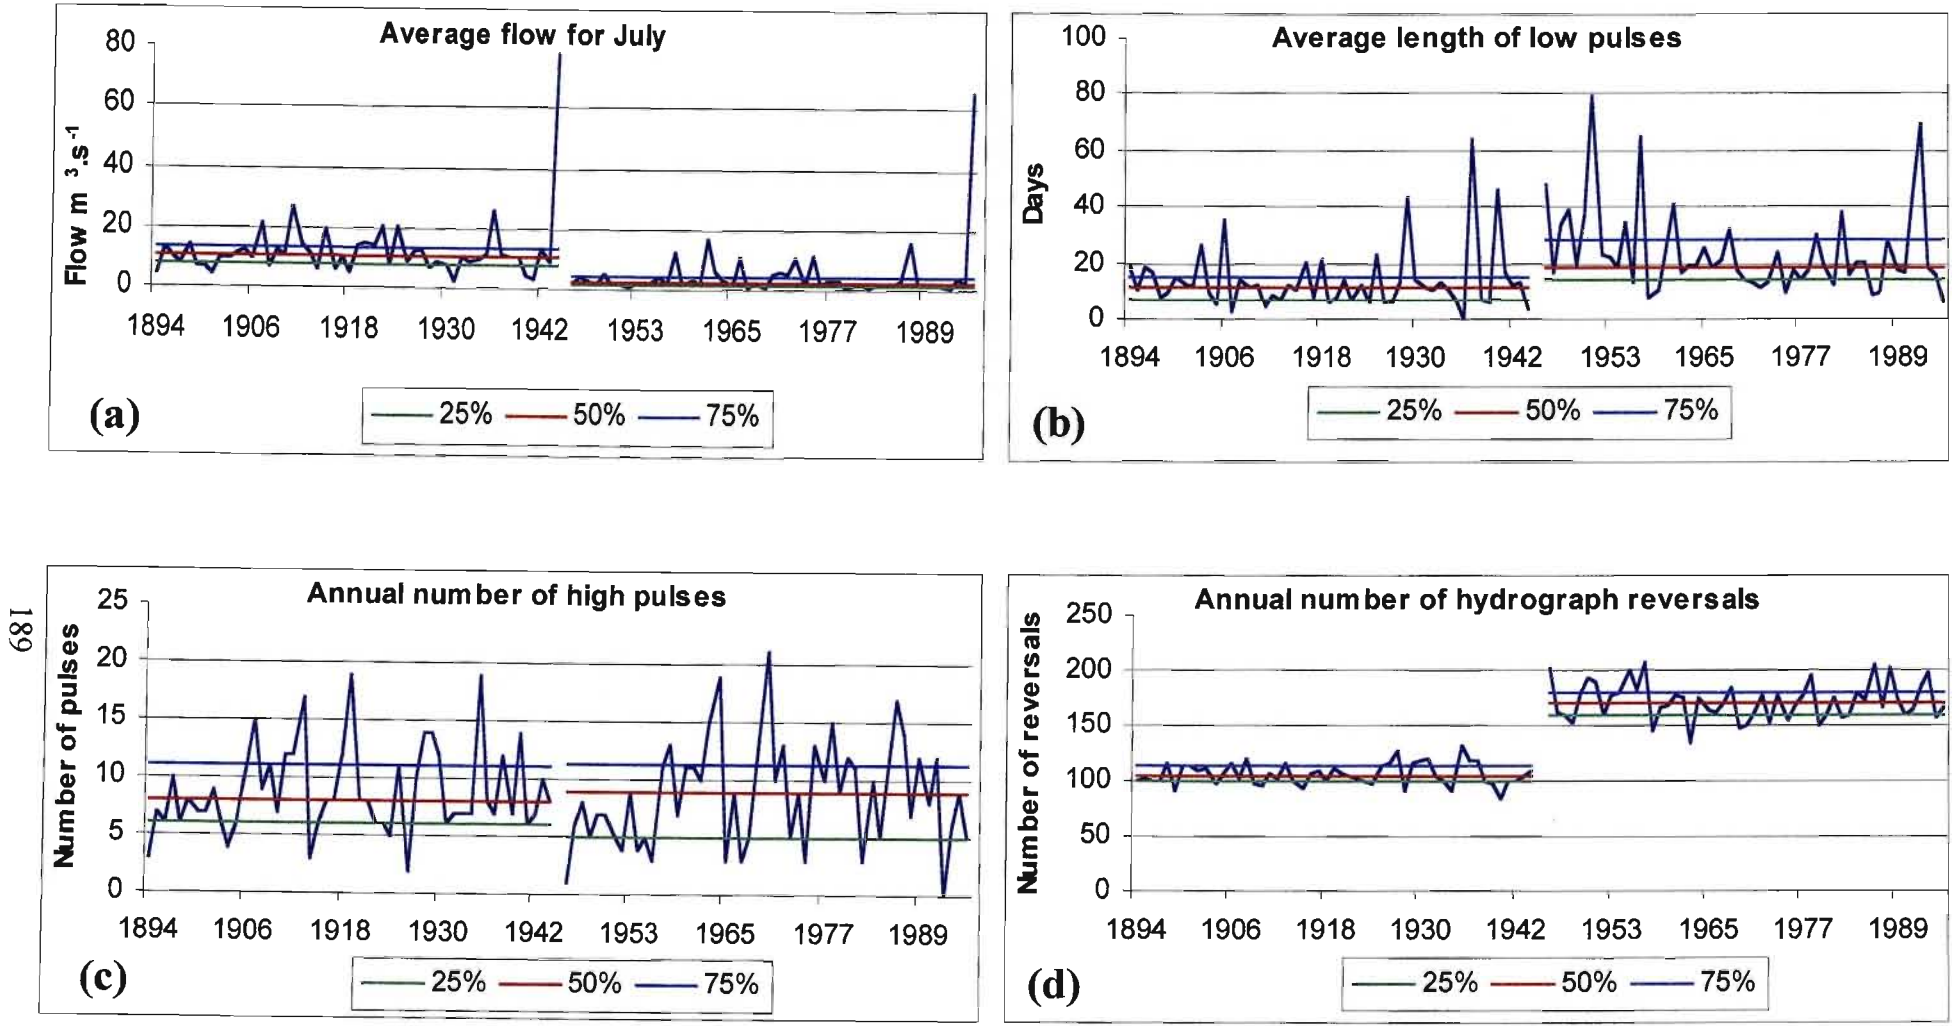 Average flow for July
Flow m ³.s⁻¹
80
60
40
20
0
1894 1906 1918 1930 1942 1953 1965 1977 1989
25% 50% 75%
(a)
Average length of low pulses
Days
100
80
60
40
20
0
1894 1906 1918 1930 1942 1953 1965 1977 1989
25% 50% 75%
(b)
189
Annual number of high pulses
Number of pulses
25
20
15
10
5
0
1894 1906 1918 1930 1942 1953 1965 1977 1989
25% 50% 75%
(c)
Annual number of hydrograph reversals
Number of reversals
250
200
150
100
50
0
1894 1906 1918 1930 1942 1953 1965 1977 1989
25% 50% 75%
(d)